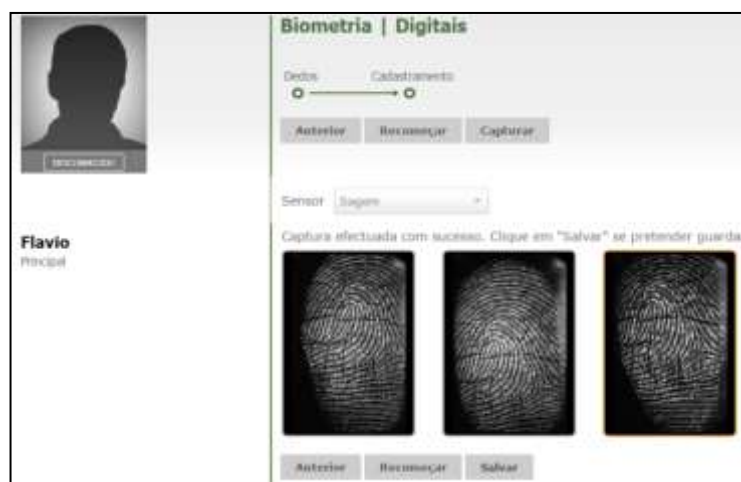 Biometria | Digitais
Dedos Cadastramento
Anterior Recomeçar Capturar
DESCONHECIDO
Sensor Sagem
Flavio
Principal
Captura efectuada com sucesso. Clique em "Salvar" se pretender guarda
Anterior Recomeçar Salvar